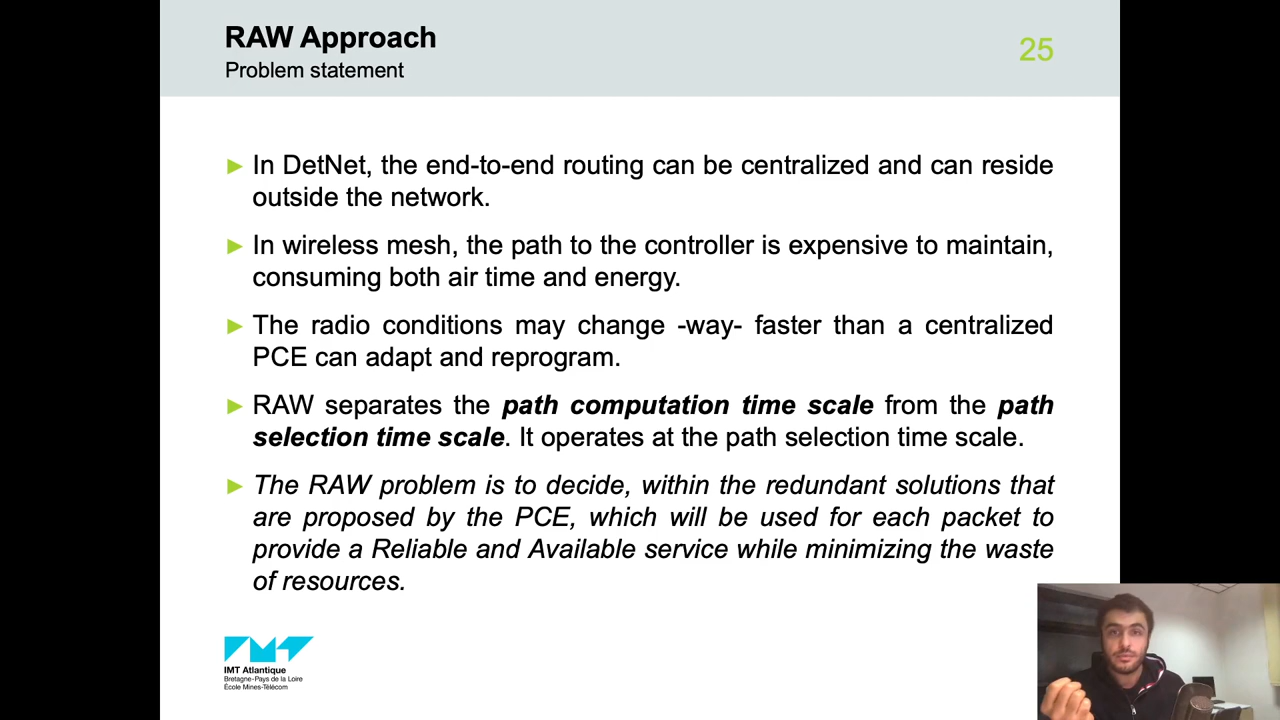 RAW Approach
Problem statement
25
► In DetNet, the end-to-end routing can be centralized and can reside
outside the network.
► In wireless mesh, the path to the controller is expensive to maintain,
consuming both air time and energy.
► The radio conditions may change -way- faster than a centralized
PCE can adapt and reprogram.
► RAW separates the path computation time scale from the path
selection time scale. It operates at the path selection time scale.
► The RAW problem is to decide, within the redundant solutions that
are proposed by the PCE, which will be used for each packet to
provide a Reliable and Available service while minimizing the waste
of resources.
IMT Atlantique
Bretagne-Pays de la Loire
École Mines-Télécom